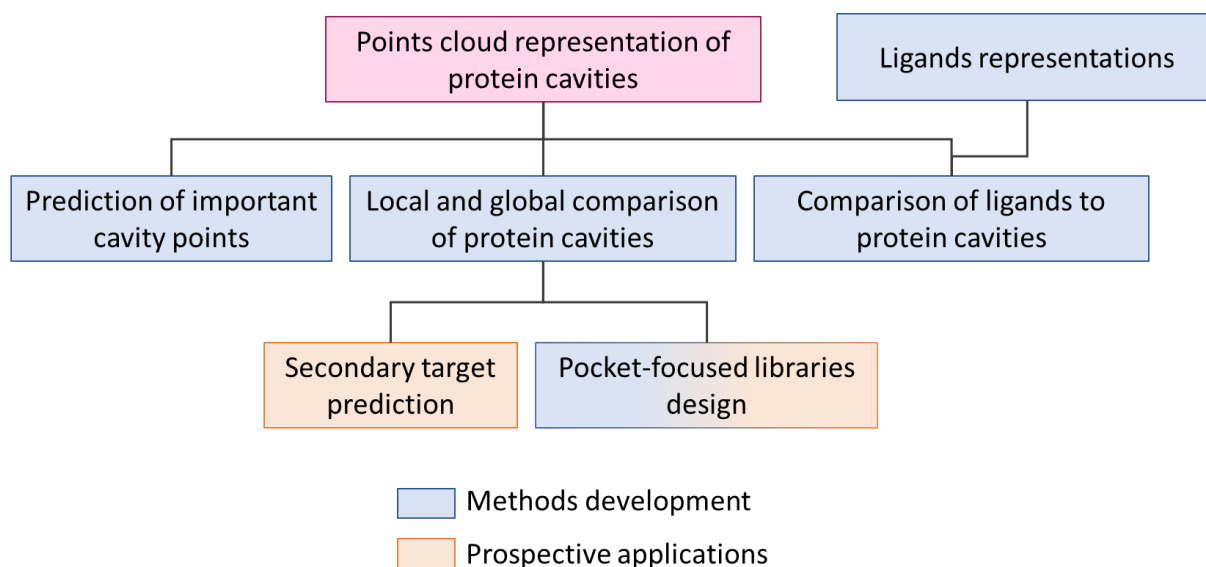 Points cloud representation of
protein cavities
Ligands representations
Prediction of important
cavity points
Local and global comparison
of protein cavities
Comparison of ligands to
protein cavities
Secondary target
prediction
Pocket-focused libraries
design
Methods development
Prospective applications